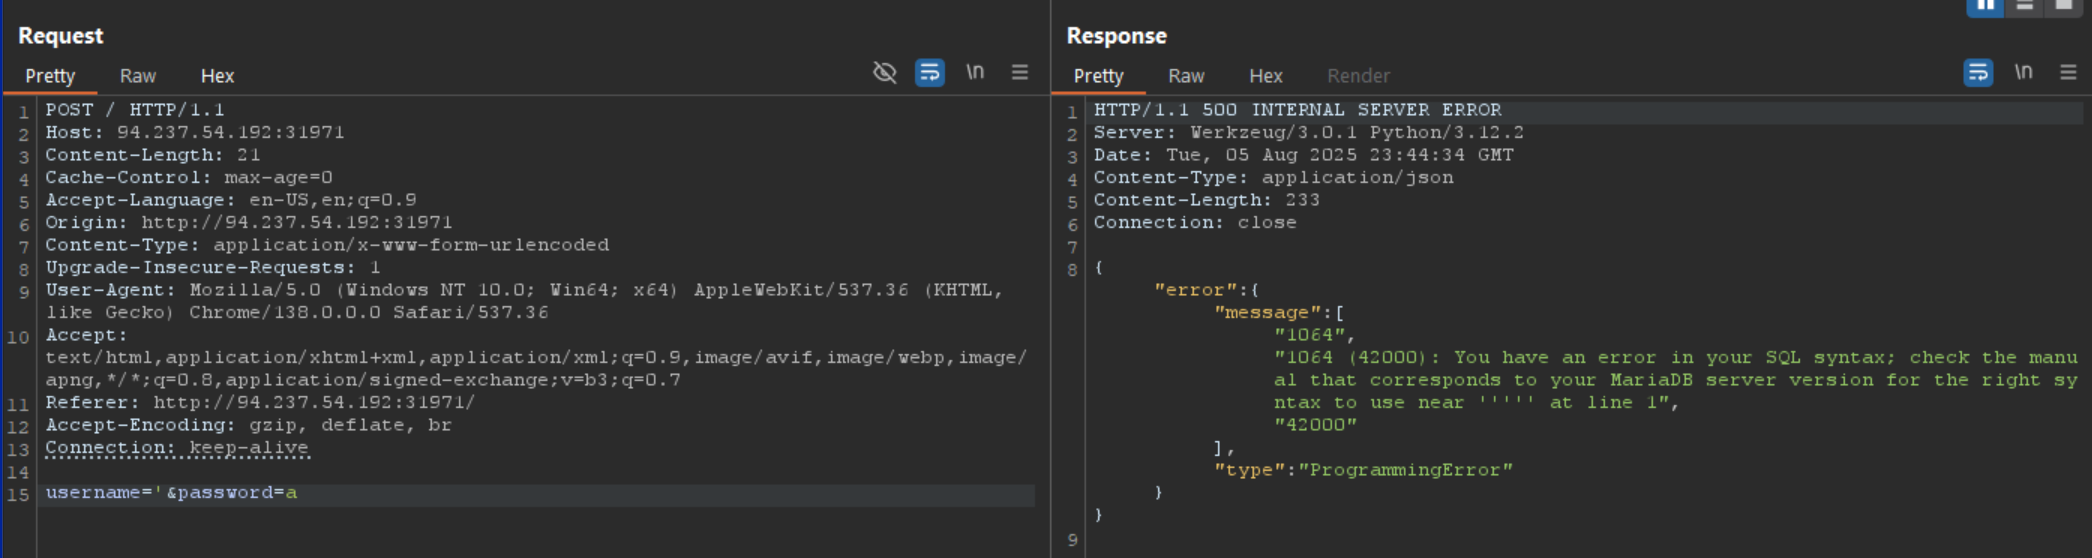 Request
Pretty Raw Hex
\n
1 POST / HTTP/1.1
2 Host: 94.237.54.192:31971
3 Content-Length: 21
4 Cache-Control: max-age=0
5 Accept-Language: en-US,en;q=0.9
6 Origin: http://94.237.54.192:31971
7 Content-Type: application/x-www-form-urlencoded
8 Upgrade-Insecure-Requests: 1
9 User-Agent: Mozilla/5.0 (Windows NT 10.0; Win64; x64) AppleWebKit/537.36 (KHTML,
like Gecko) Chrome/138.0.0.0 Safari/537.36
10 Accept:
text/html,application/xhtml+xml,application/xml;q=0.9,image/avif,image/webp,image/
apng,*/*;q=0.8,application/signed-exchange;v=b3;q=0.7
11 Referer: http://94.237.54.192:31971/
12 Accept-Encoding: gzip, deflate, br
13 Connection: keep-alive
14
15 username='&password=a
Response
Pretty Raw Hex Render
\n
1 HTTP/1.1 500 INTERNAL SERVER ERROR
2 Server: Werkzeug/3.0.1 Python/3.12.2
3 Date: Tue, 05 Aug 2025 23:44:34 GMT
4 Content-Type: application/json
5 Content-Length: 233
6 Connection: close
7
8 {
"error":{
"message":[
"1064",
"1064 (42000): You have an error in your SQL syntax; check the manu
al that corresponds to your MariaDB server version for the right sy
ntax to use near ''''' at line 1",
"42000"
],
"type":"ProgrammingError"
}
}
9